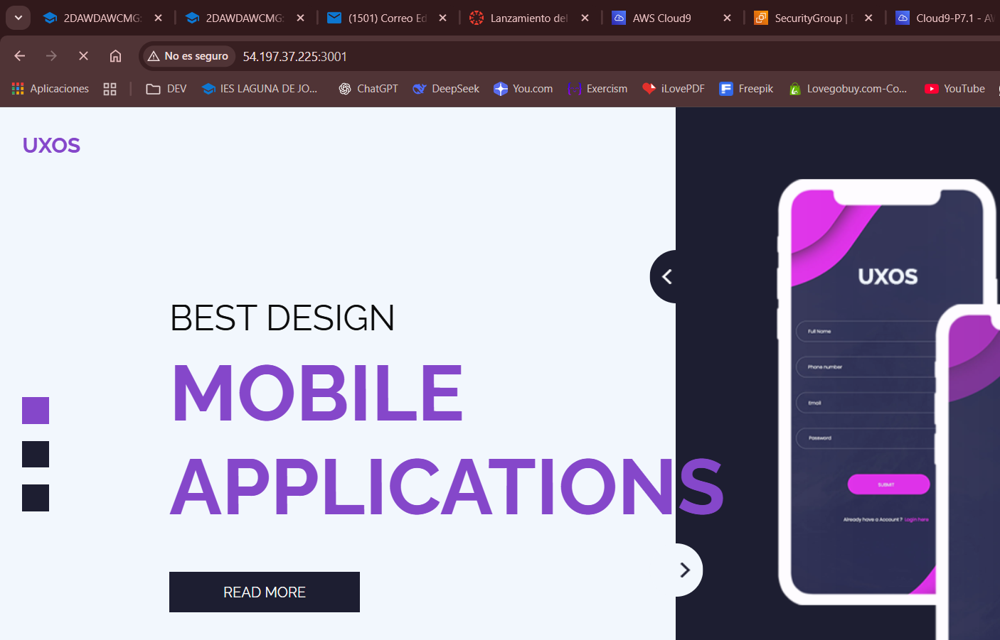 2DAWDAWCMG:
2DAWDAWCMG:
(1501) Correo Ed
Lanzamiento del
AWS Cloud9
SecurityGroup | E
Cloud9-P7.1 - AW
No es seguro
54.197.37.225:3001
Aplicaciones
DEV
IES LAGUNA DE JO...
ChatGPT
DeepSeek
You.com
Exercism
iLovePDF
Freepik
Lovegobuy.com-Co...
YouTube
UXOS
BEST DESIGN
MOBILE
APPLICATIONS
READ MORE
UXOS
Full Name
Phone number
Email
Password
SUBMIT
Already have a Account ? Login here